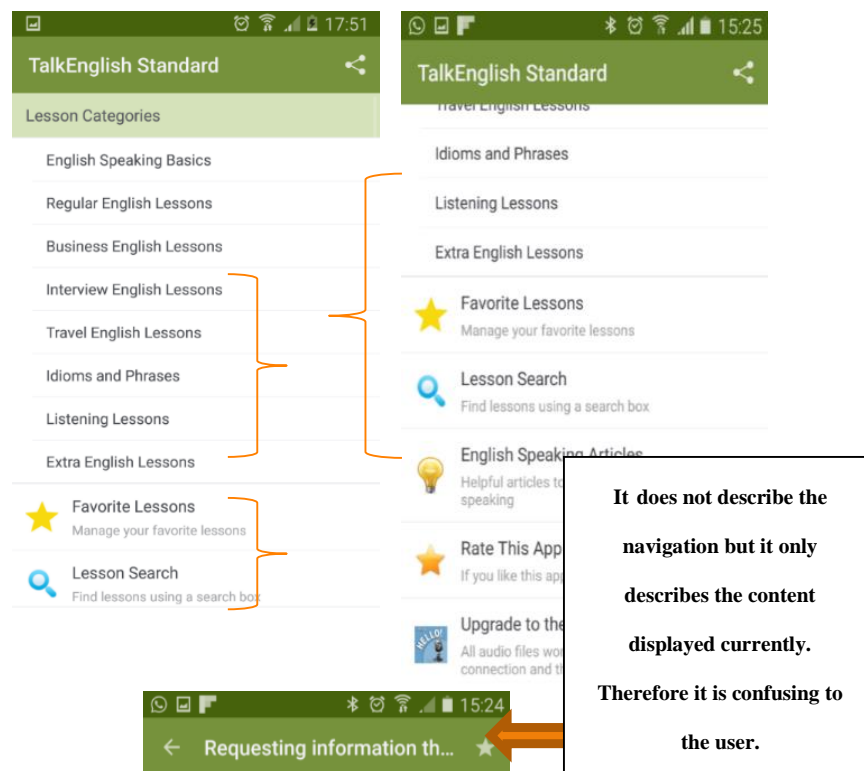 17:51
TalkEnglish Standard
Lesson Categories
English Speaking Basics
Regular English Lessons
Business English Lessons
Interview English Lessons
Travel English Lessons
Idioms and Phrases
Listening Lessons
Extra English Lessons
Favorite Lessons
Manage your favorite lessons
Lesson Search
Find lessons using a search box
15:25
TalkEnglish Standard
Travel English Lessons
Idioms and Phrases
Listening Lessons
Extra English Lessons
Favorite Lessons
Manage your favorite lessons
Lesson Search
Find lessons using a search box
English Speaking Articles
Helpful articles to
speaking
Rate This App
If you like this app
HELLO!
Upgrade to the
All audio files wor
connection and th
It does not describe the
navigation but it only
describes the content
displayed currently.
Therefore it is confusing to
the user.
15:24
Requesting information th...